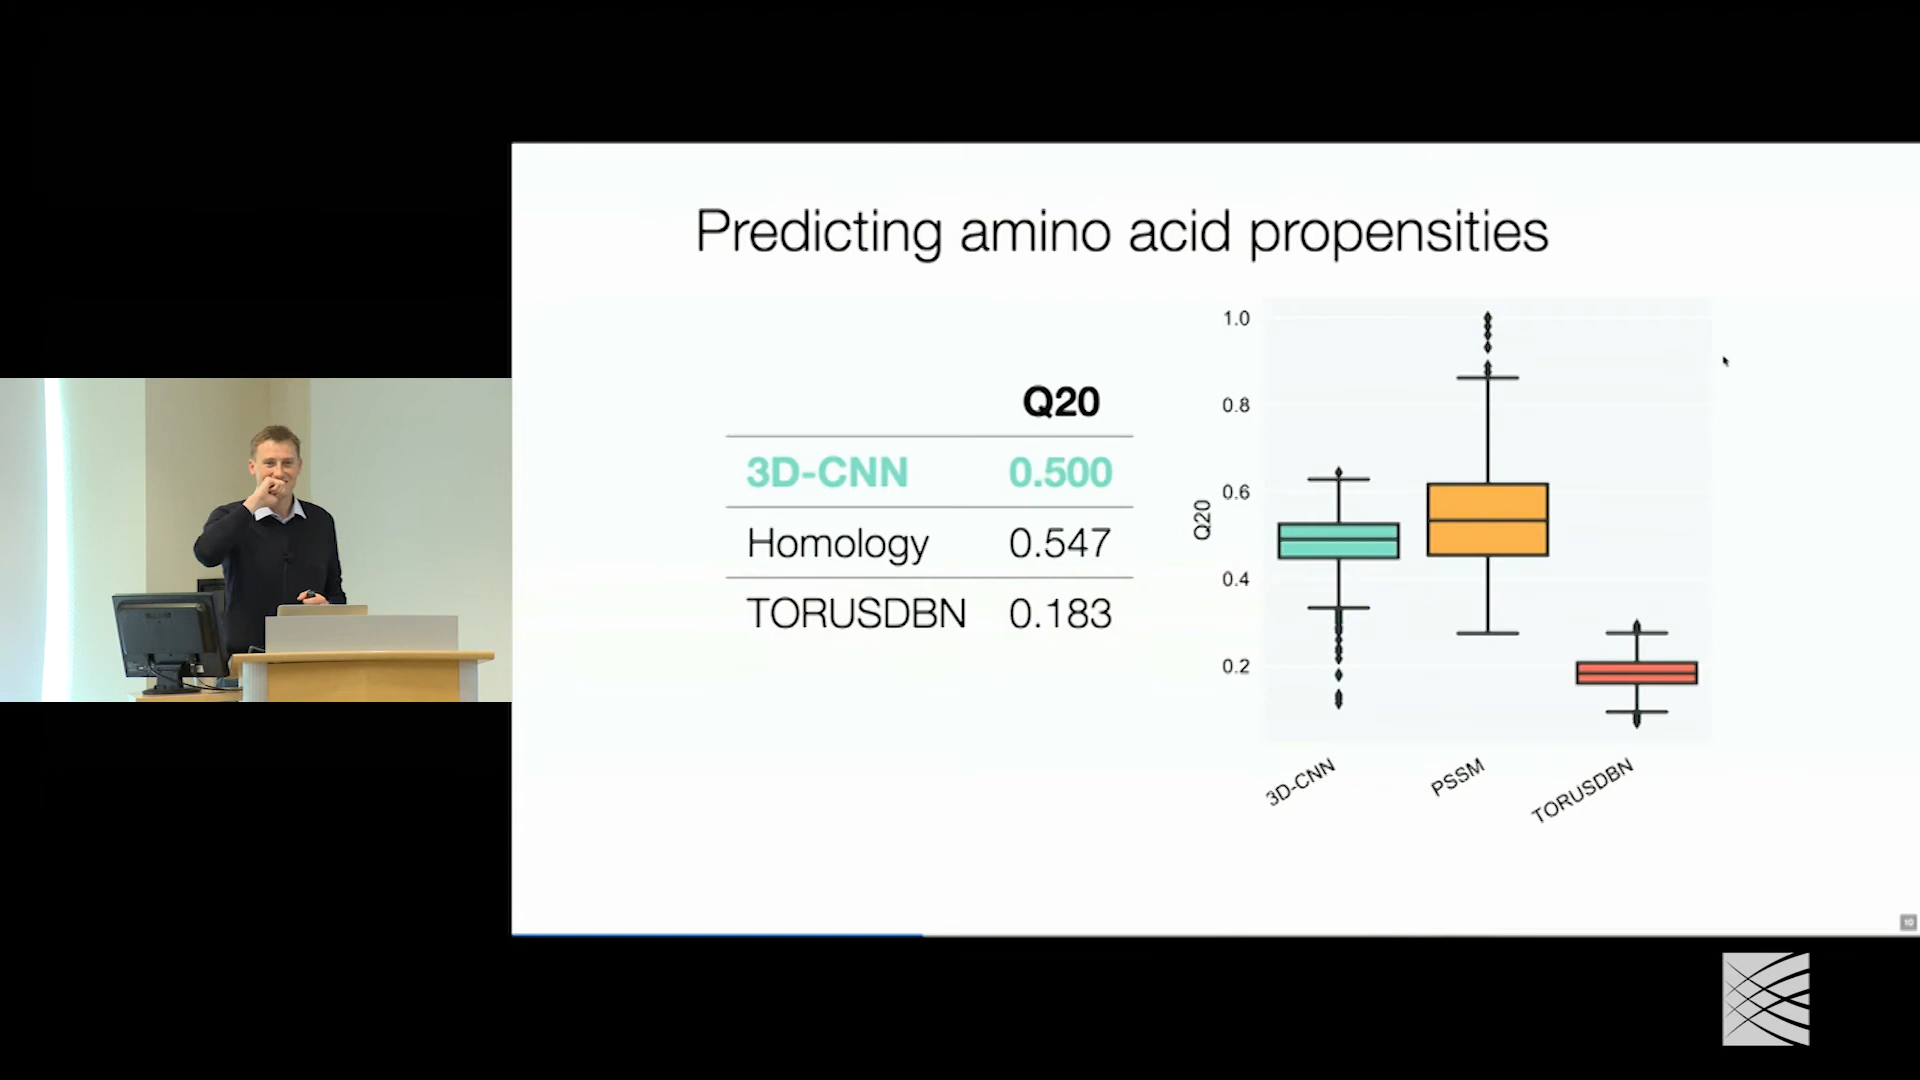 Predicting amino acid propensities
Q20
3D-CNN 0.500
Homology 0.547
TORUSDBN 0.183
1.0
0.8
0.6
0.4
0.2
Q20
3D-CNN
PSSM
TORUSDBN
10